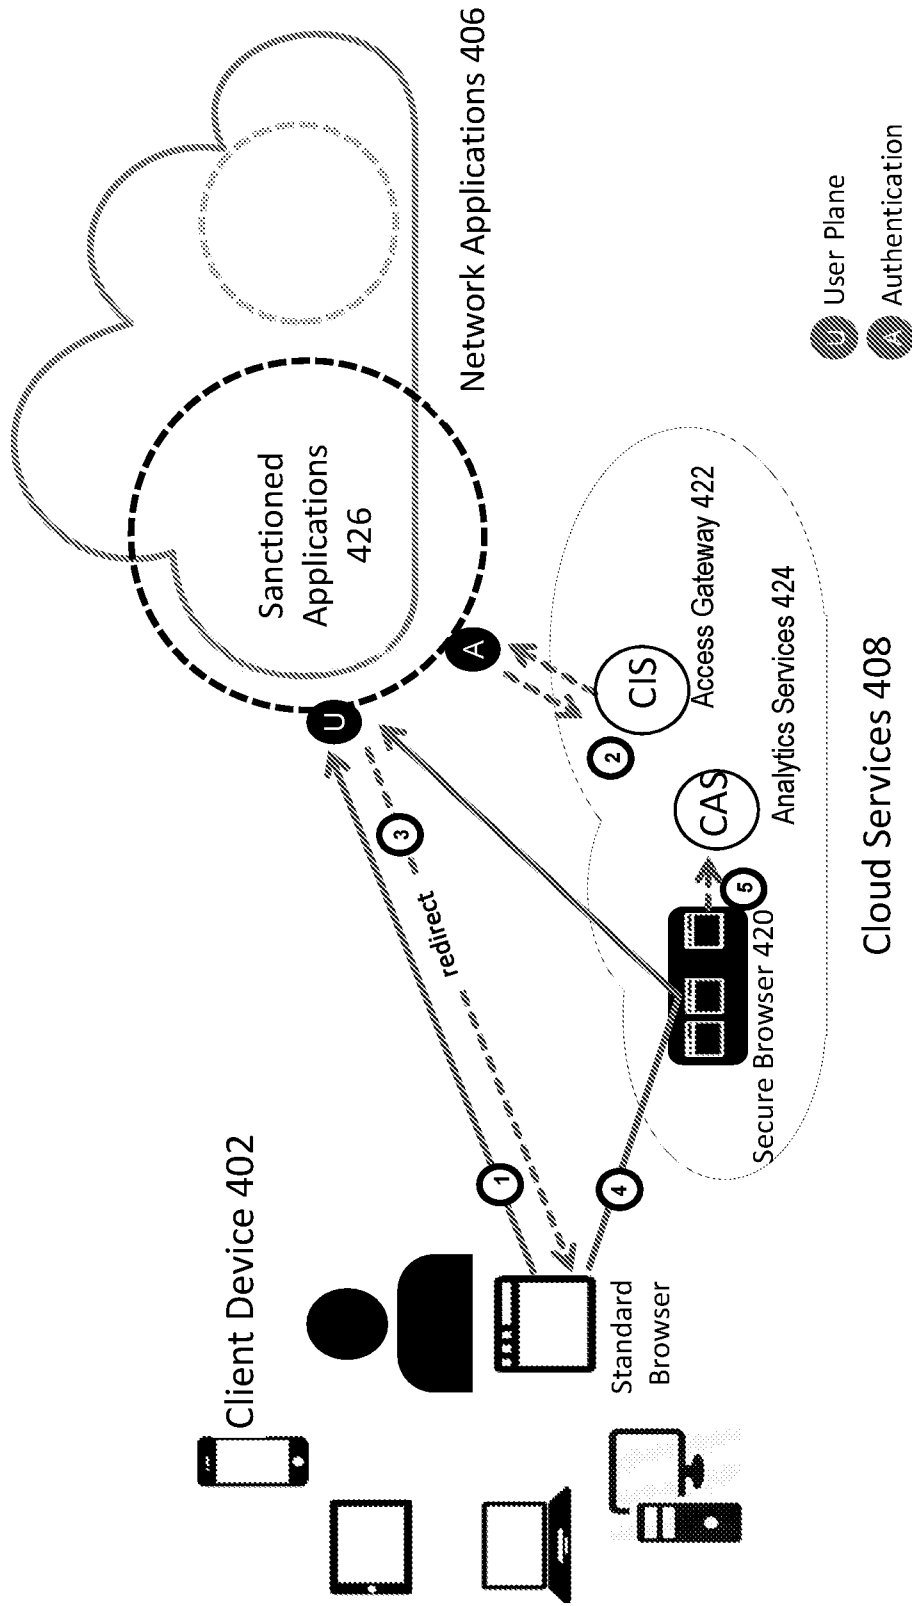 Client Device 402
Standard
Browser
1
redirect
3
4
U
Sanctioned
Applications
426
A
Network Applications 406
2
CIS
Access Gateway 422
CAS
Analytics Services 424
5
Secure Browser 420
Cloud Services 408
U User Plane
A Authentication